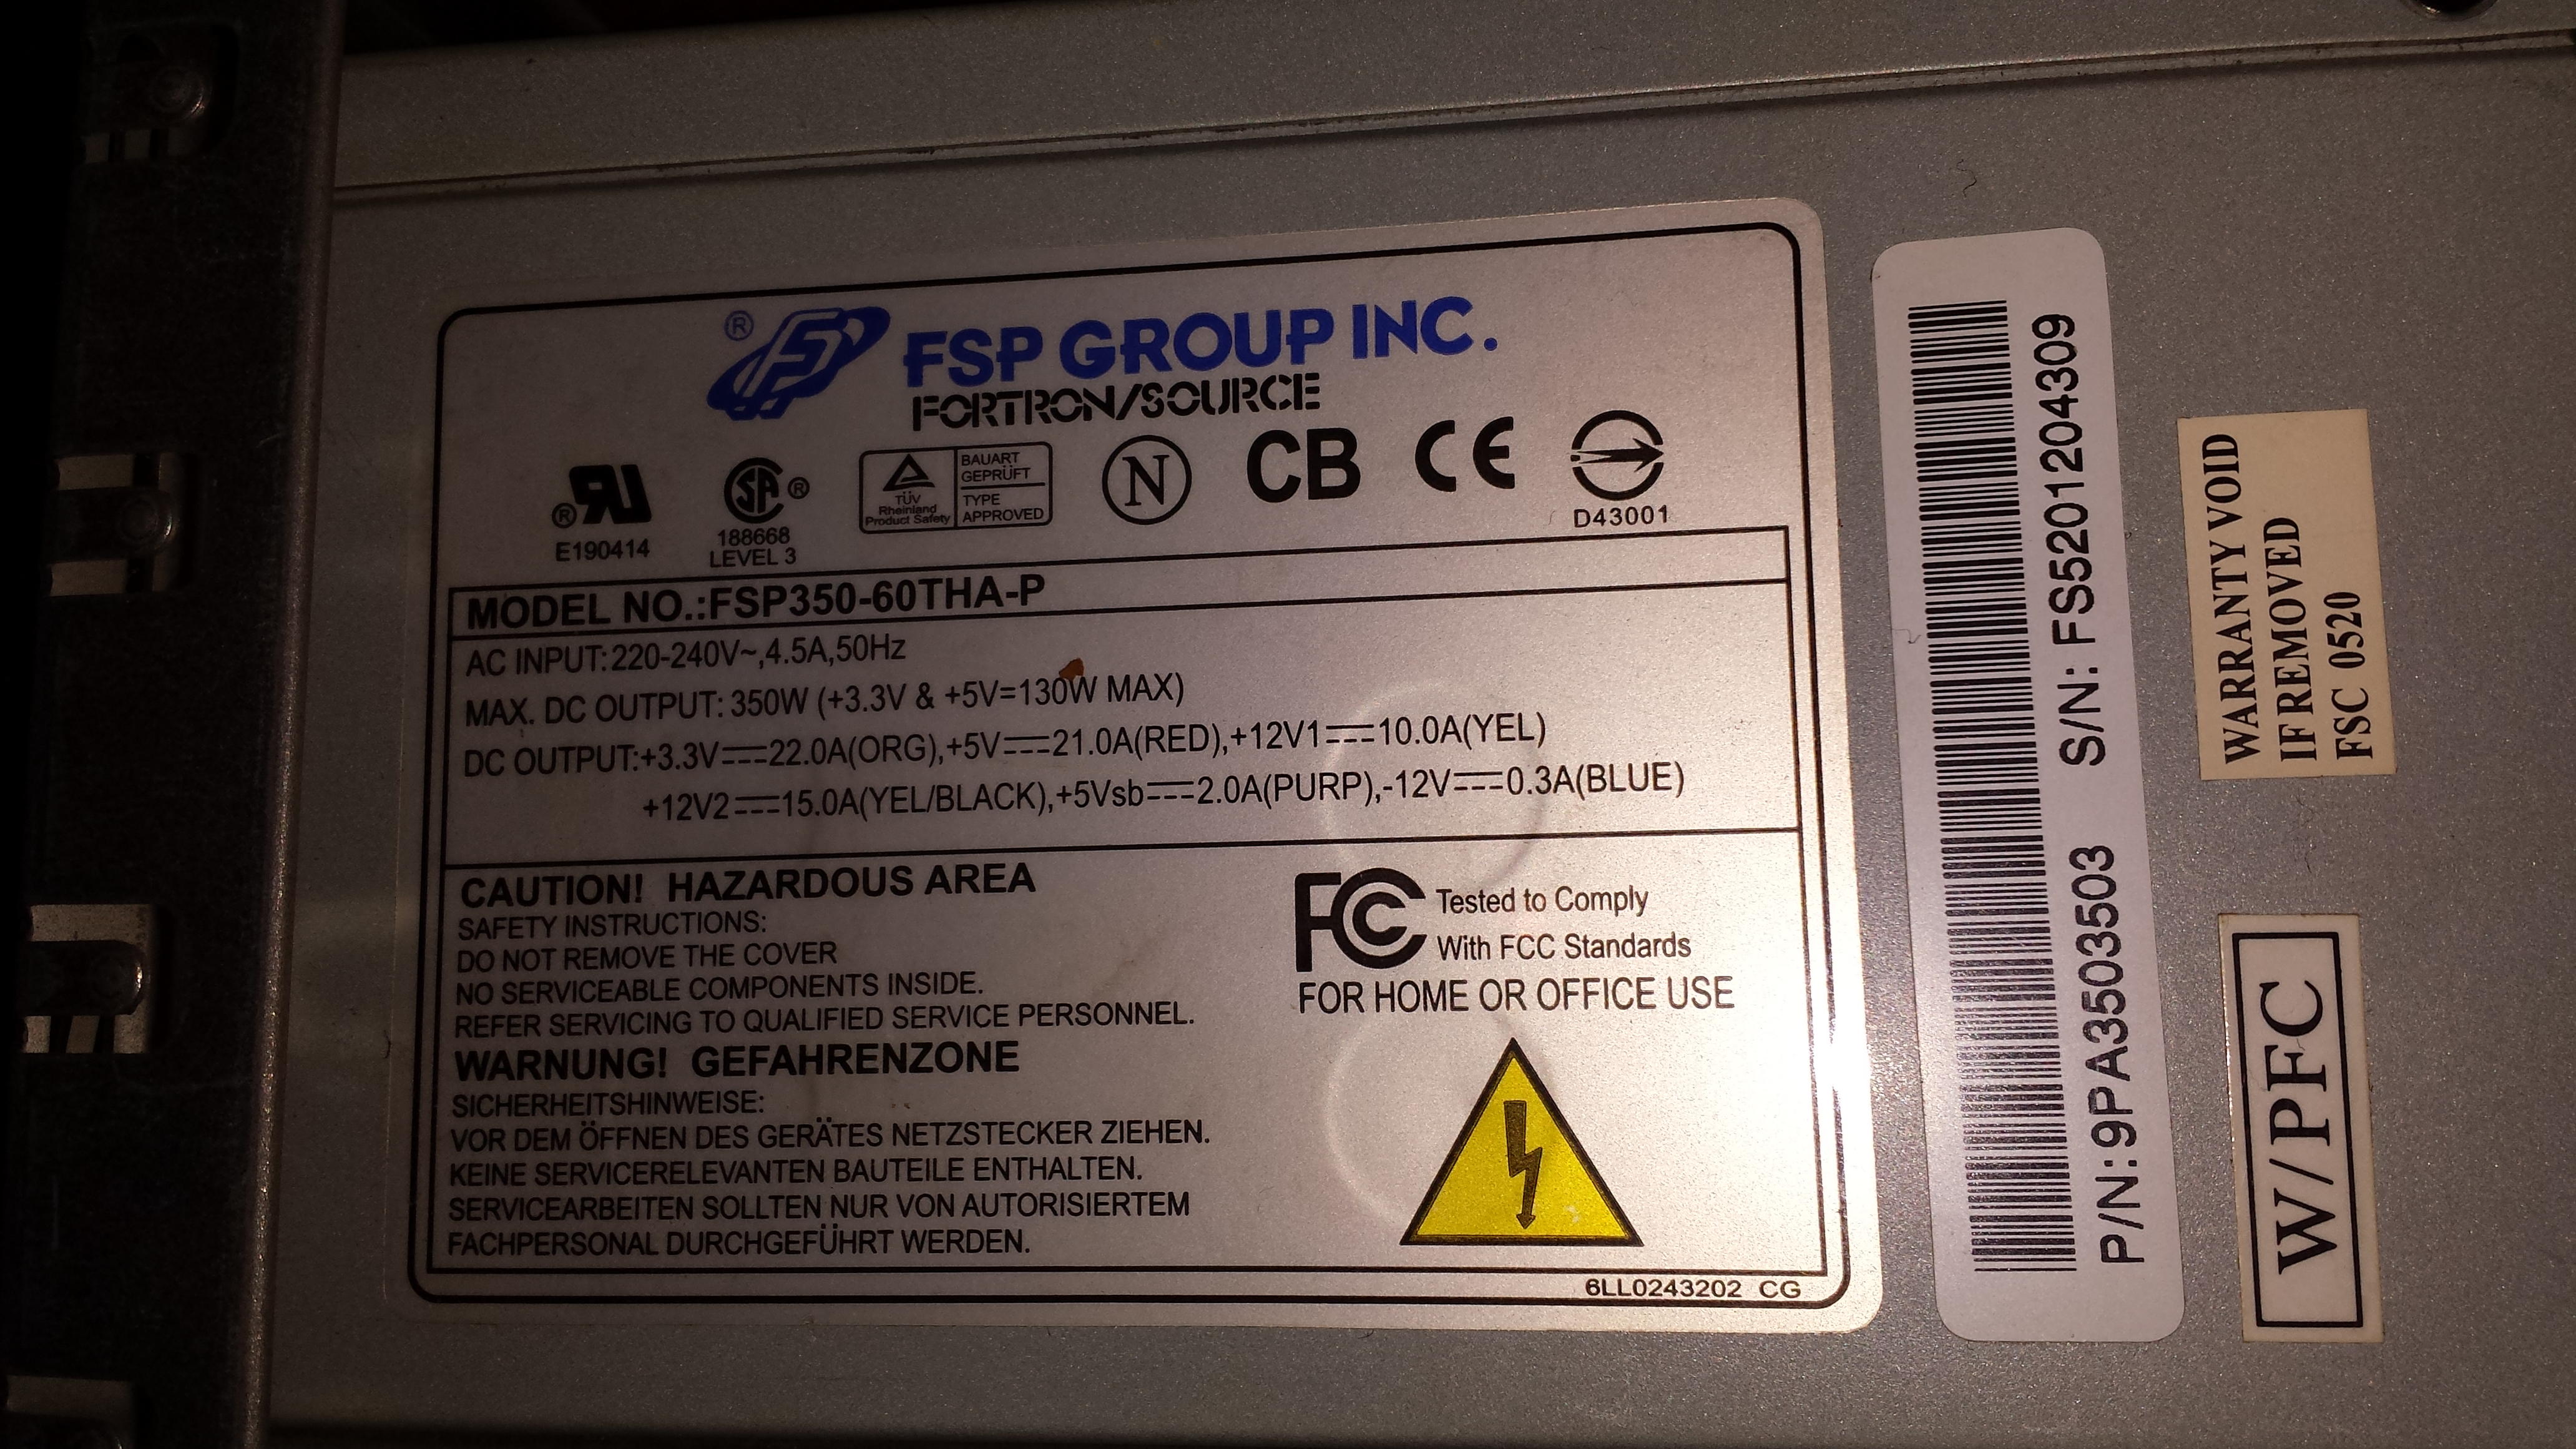 ® FSP GROUP INC.
FORTRON/SOURCE
® RU
E190414
SA ®
188668
LEVEL 3
TÜV
Rheinland
Product Safety
BAUART
GEPRÜFT
TYPE
APPROVED
N
CB
CE
D43001
MODEL NO.:FSP350-60THA-P
AC INPUT:220-240V~,4.5A,50Hz
MAX. DC OUTPUT: 350W (+3.3V & +5V=130W MAX)
DC OUTPUT:+3.3V⎓22.0A(ORG),+5V⎓21.0A(RED),+12V1⎓10.0A(YEL)
+12V2⎓15.0A(YEL/BLACK),+5Vsb⎓2.0A(PURP),-12V⎓0.3A(BLUE)
CAUTION! HAZARDOUS AREA
SAFETY INSTRUCTIONS:
DO NOT REMOVE THE COVER
NO SERVICEABLE COMPONENTS INSIDE.
REFER SERVICING TO QUALIFIED SERVICE PERSONNEL.
WARNUNG! GEFAHRENZONE
SICHERHEITSHINWEISE:
VOR DEM ÖFFNEN DES GERÄTES NETZSTECKER ZIEHEN.
KEINE SERVICERELEVANTEN BAUTEILE ENTHALTEN.
SERVICEARBEITEN SOLLTEN NUR VON AUTORISIERTEM
FACHPERSONAL DURCHGEFÜHRT WERDEN.
FC Tested to Comply
With FCC Standards
FOR HOME OR OFFICE USE
6LL0243202 CG
P/N:9PA3503503 S/N: FS5201204309
WARRANTY VOID
IF REMOVED
FSC 0520
W/PFC